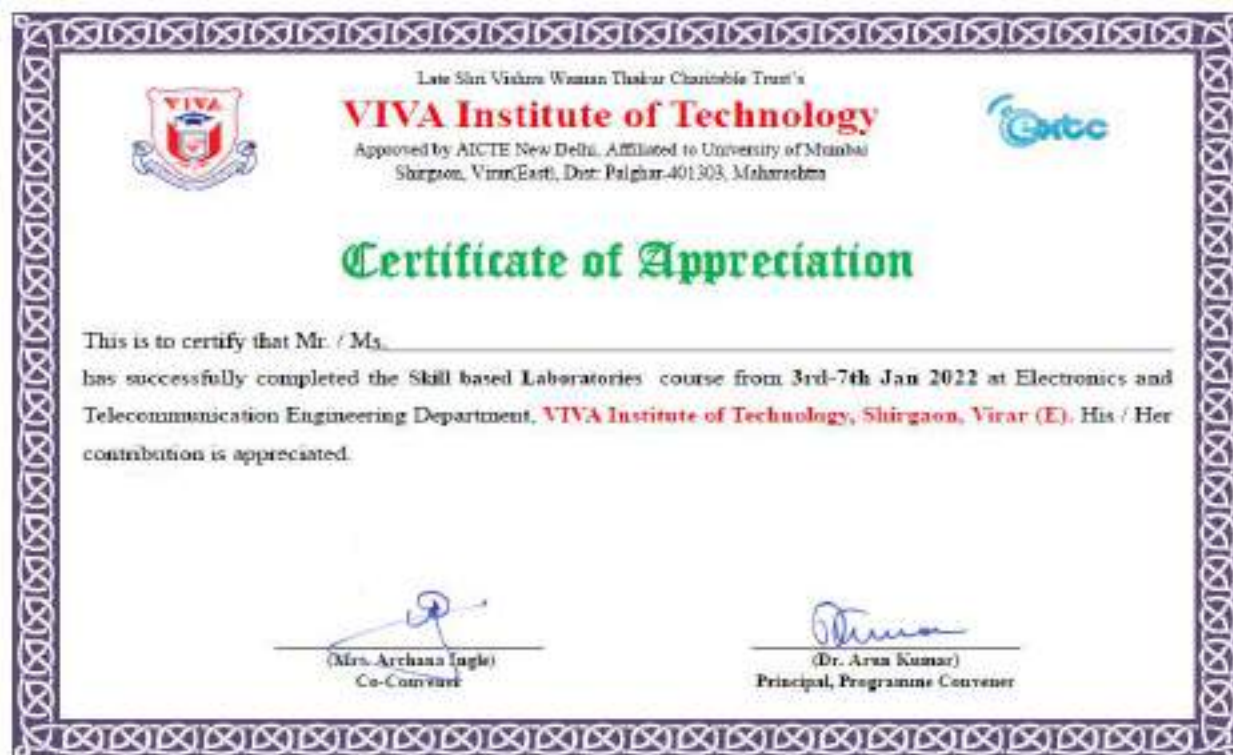 Late Shri Vishnu Waman Thakur Charitable Trust's
VIVA Institute of Technology
Approved by AICTE New Delhi, Affiliated to University of Mumbai
Shirgaon, Virar(East), Dist: Palghar-401303, Maharashtra
VIVA
extc
Certificate of Appreciation
This is to certify that Mr. / Ms.
has successfully completed the Skill based Laboratories course from 3rd-7th Jan 2022 at Electronics and
Telecommunication Engineering Department, VIVA Institute of Technology, Shirgaon, Virar (E). His / Her
contribution is appreciated.
(Mrs. Archana Ingle)
Co-Convener
(Dr. Arun Kumar)
Principal, Programme Convener